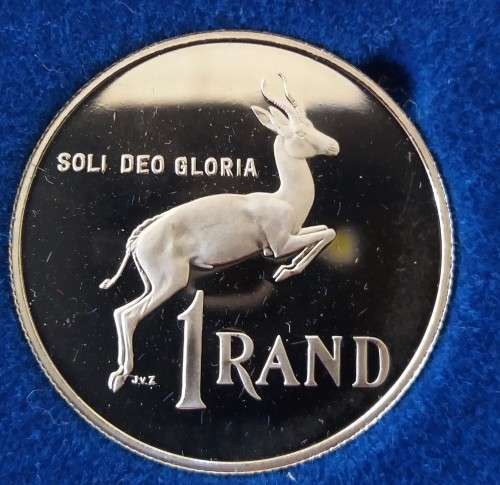 SOLI DEO GLORIA
1 RAND
J.v.Z